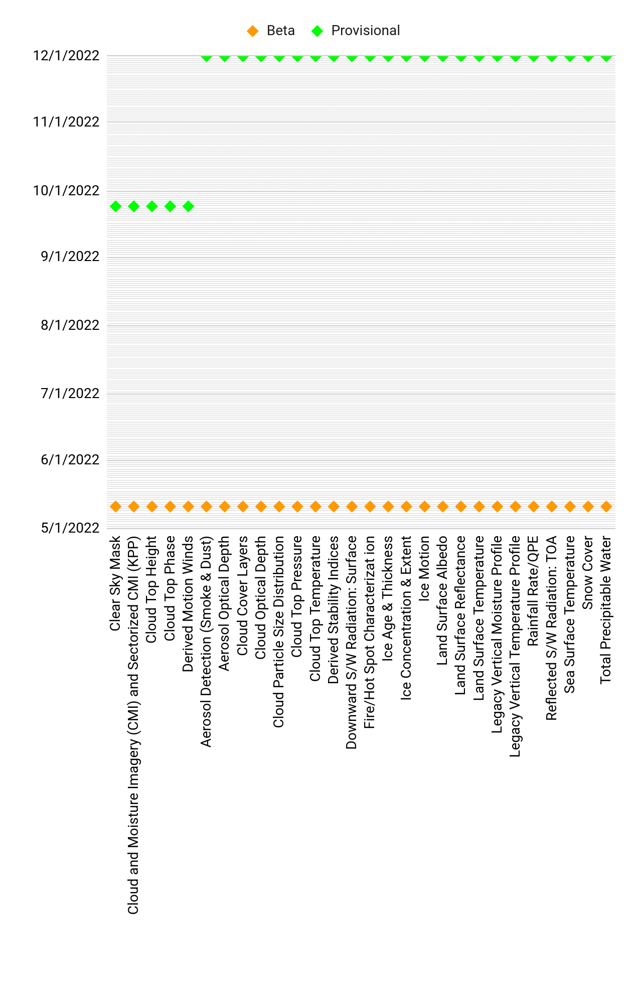 Beta Provisional
12/1/2022
11/1/2022
10/1/2022
9/1/2022
8/1/2022
7/1/2022
6/1/2022
5/1/2022
Clear Sky Mask
Cloud and Moisture Imagery (CMI) and Sectorized CMI (KPP)
Cloud Top Height
Cloud Top Phase
Derived Motion Winds
Aerosol Detection (Smoke & Dust)
Aerosol Optical Depth
Cloud Cover Layers
Cloud Optical Depth
Cloud Particle Size Distribution
Cloud Top Pressure
Cloud Top Temperature
Derived Stability Indices
Downward S/W Radiation: Surface
Fire/Hot Spot Characterizat ion
Ice Age & Thickness
Ice Concentration & Extent
Ice Motion
Land Surface Albedo
Land Surface Reflectance
Land Surface Temperature
Legacy Vertical Moisture Profile
Legacy Vertical Temperature Profile
Rainfall Rate/QPE
Reflected S/W Radiation: TOA
Sea Surface Temperature
Snow Cover
Total Precipitable Water